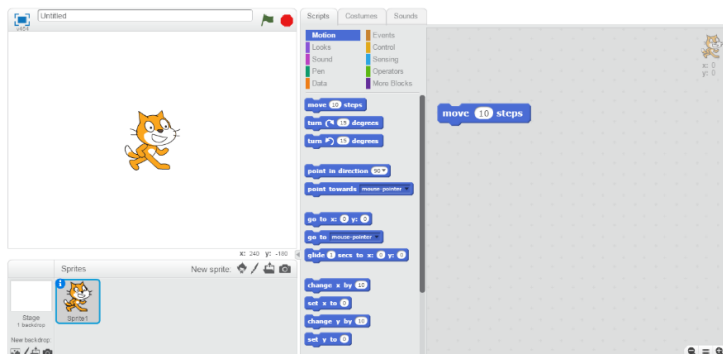 Untitled
v454
Scripts Costumes Sounds
Motion Events
Looks Control
Sound Sensing
Pen Operators
Data More Blocks
move 10 steps
turn 15 degrees
turn 15 degrees
point in direction 90
point towards mouse-pointer
go to x: 0 y: 0
go to mouse-pointer
glide 1 secs to x: 0 y: 0
change x by 10
set x to 0
change y by 10
set y to 0
move 10 steps
x: 0
y: 0
x: 240 y: -180
Sprites New sprite:
Stage
1 backdrop
Sprite1
New backdrop: